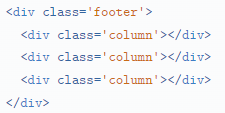 <div class='footer'>
  <div class='column'></div>
  <div class='column'></div>
  <div class='column'></div>
</div>